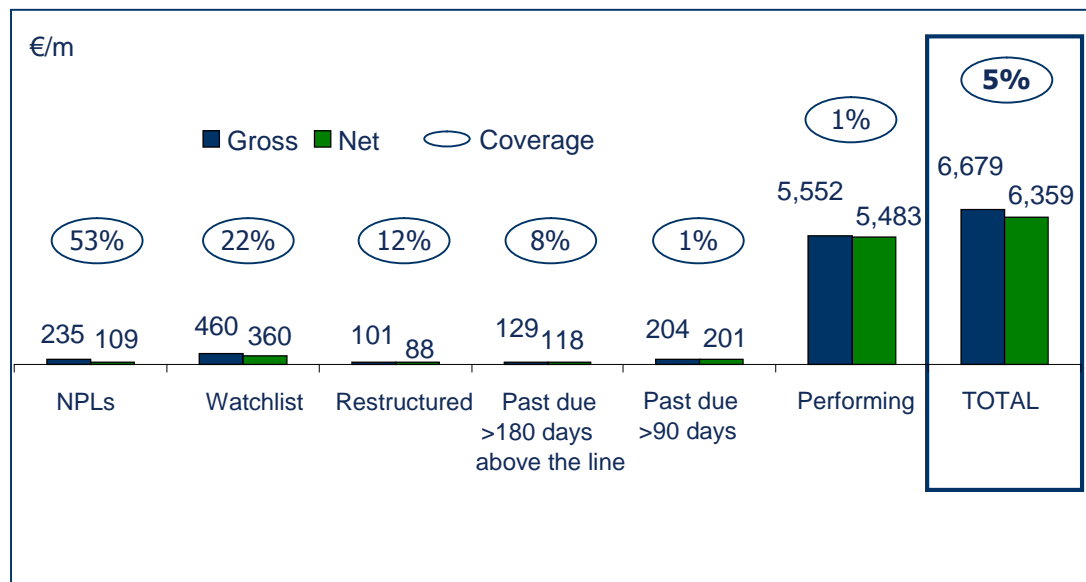 €/m
5%
1%
Gross Net Coverage
6,679
5,552
6,359
5,483
53% 22% 12% 8% 1%
460
235 109 360 101 88 129 118 204 201
NPLs Watchlist Restructured Past due Past due Performing TOTAL
>180 days >90 days
above the line